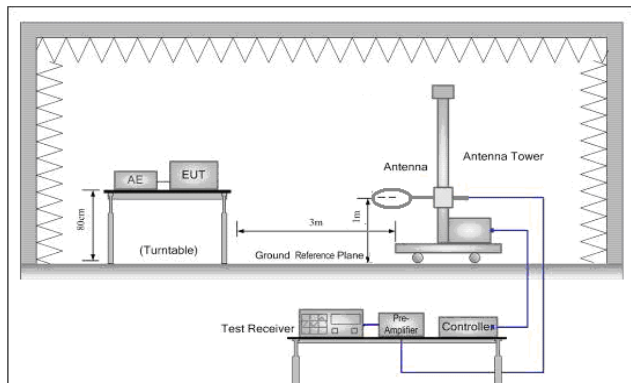 Antenna
Antenna Tower
AE
EUT
80cm
(Turntable)
3m
1m
Ground Reference Plane
Test Receiver
Pre-
Amplifier
Controller